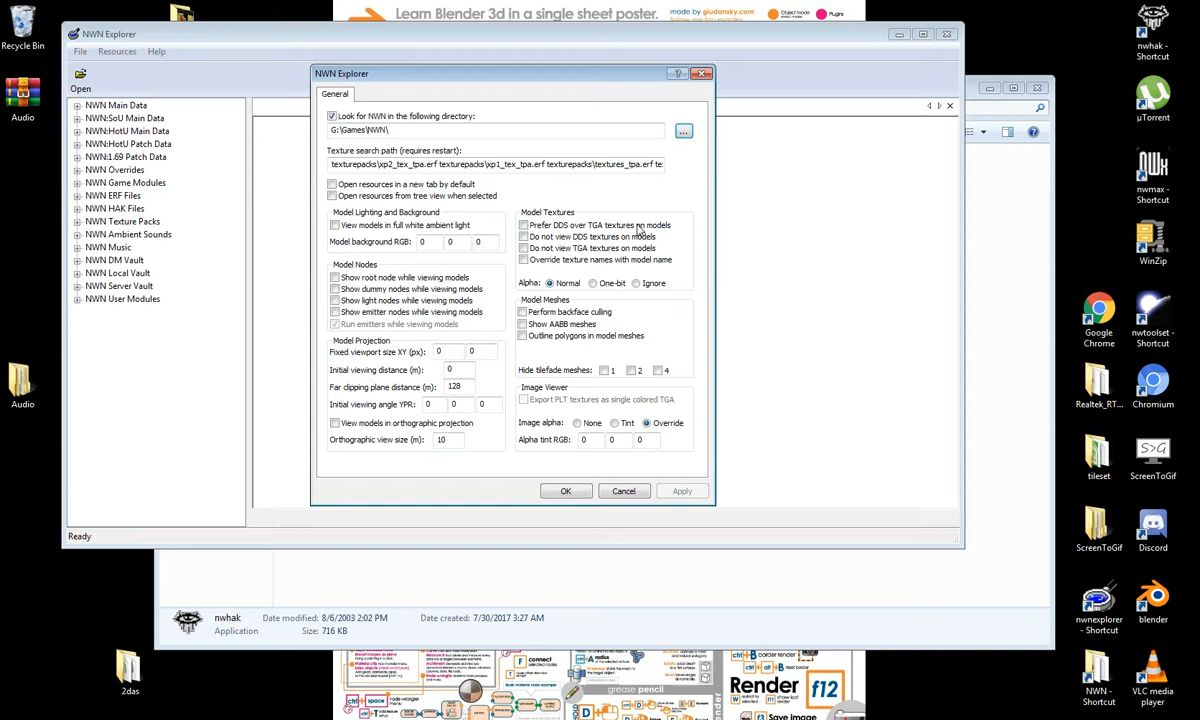 Learn Blender 3d in a single sheet poster.
made by giudansky.com
Object Mode
Plugins
Recycle Bin
NWN Explorer
File Resources Help
Open
NWN Main Data
NWN:SoU Main Data
NWN:HotU Main Data
NWN:HotU Patch Data
NWN:1.69 Patch Data
NWN Overrides
NWN Game Modules
NWN ERF Files
NWN HAK Files
NWN Texture Packs
NWN Ambient Sounds
NWN Music
NWN DM Vault
NWN Local Vault
NWN Server Vault
NWN User Modules
Ready
NWN Explorer
General
Look for NWN in the following directory:
G:\Games\NWN\
...
Texture search path (requires restart):
texturepacks\xp2_tex_tpa.erf texturepacks\xp1_tex_tpa.erf texturepacks\textures_tpa.erf te
Open resources in a new tab by default
Open resources from tree view when selected
Model Lighting and Background
View models in full white ambient light
Model background RGB: 0 0 0
Model Nodes
Show root node while viewing models
Show dummy nodes while viewing models
Show light nodes while viewing models
Show emitter nodes while viewing models
Run emitters while viewing models
Model Projection
Fixed viewport size XY (px): 0 0
Initial viewing distance (m): 0
Far clipping plane distance (m): 128
Initial viewing angle YPR: 0 0 0
View models in orthographic projection
Orthographic view size (m): 10
Model Textures
Prefer DDS over TGA textures on models
Do not view DDS textures on models
Do not view TGA textures on models
Override texture names with model name
Alpha: Normal One-bit Ignore
Model Meshes
Perform backface culling
Show AABB meshes
Outline polygons in model meshes
Hide tilefade meshes: 1 2 4
Image Viewer
Export PLT textures as single colored TGA
Image alpha: None Tint Override
Alpha tint RGB: 0 0 0
OK Cancel Apply
nwhak Date modified: 8/6/2003 2:02 PM Date created: 7/30/2017 3:27 AM
Application Size: 716 KB
Audio
Audio
2das
nwhak - Shortcut
µTorrent
nwmax - Shortcut
WinZip
Google Chrome
nwtoolset - Shortcut
Realtek_RT...
Chromium
tileset
ScreenToGif
ScreenToGif
Discord
nwnexplorer - Shortcut
blender
NWN - Shortcut
VLC media player
F connect
grease pencil
Render f12
Save Image